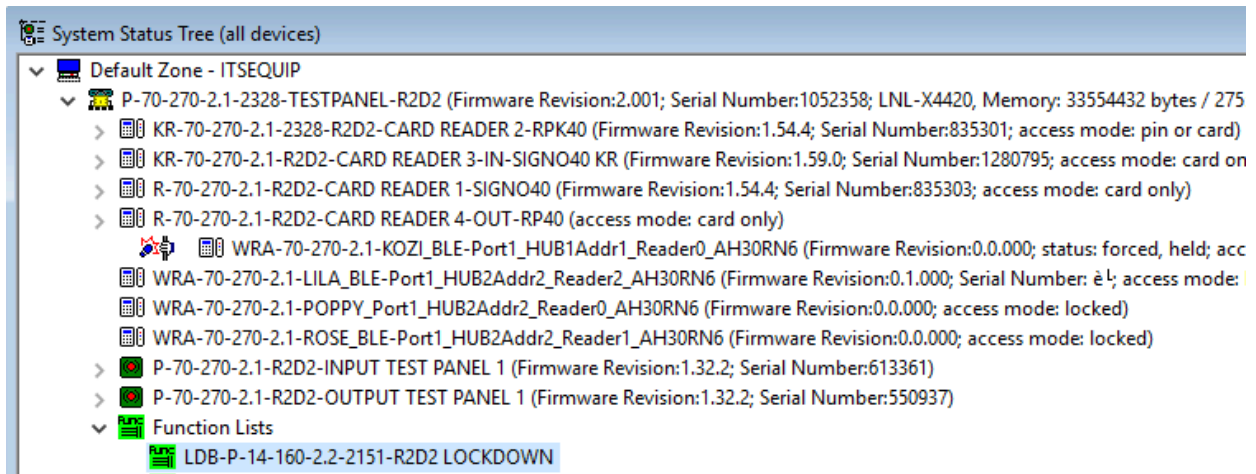 System Status Tree (all devices)
Default Zone - ITSEQUIP
P-70-270-2.1-2328-TESTPANEL-R2D2 (Firmware Revision:2.001; Serial Number:1052358; LNL-X4420, Memory: 33554432 bytes / 275
KR-70-270-2.1-2328-R2D2-CARD READER 2-RPK40 (Firmware Revision:1.54.4; Serial Number:835301; access mode: pin or card)
KR-70-270-2.1-R2D2-CARD READER 3-IN-SIGNO40 KR (Firmware Revision:1.59.0; Serial Number:1280795; access mode: card on
R-70-270-2.1-R2D2-CARD READER 1-SIGNO40 (Firmware Revision:1.54.4; Serial Number:835303; access mode: card only)
R-70-270-2.1-R2D2-CARD READER 4-OUT-RP40 (access mode: card only)
WRA-70-270-2.1-KOZI_BLE-Port1_HUB1Addr1_Reader0_AH30RN6 (Firmware Revision:0.0.000; status: forced, held; acc
WRA-70-270-2.1-LILA_BLE-Port1_HUB2Addr2_Reader2_AH30RN6 (Firmware Revision:0.1.000; Serial Number: è└; access mode:
WRA-70-270-2.1-POPPY_Port1_HUB2Addr2_Reader0_AH30RN6 (Firmware Revision:0.0.000; access mode: locked)
WRA-70-270-2.1-ROSE_BLE-Port1_HUB2Addr2_Reader1_AH30RN6 (Firmware Revision:0.0.000; access mode: locked)
P-70-270-2.1-R2D2-INPUT TEST PANEL 1 (Firmware Revision:1.32.2; Serial Number:613361)
P-70-270-2.1-R2D2-OUTPUT TEST PANEL 1 (Firmware Revision:1.32.2; Serial Number:550937)
Func Function Lists
Func LDB-P-14-160-2.2-2151-R2D2 LOCKDOWN